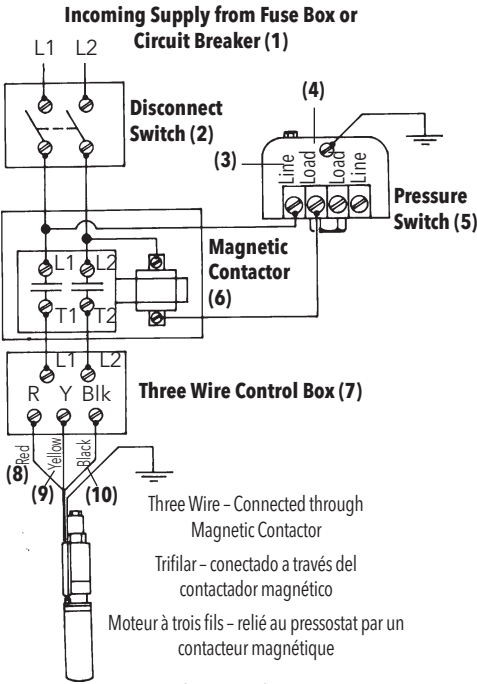 Incoming Supply from Fuse Box or
Circuit Breaker (1)
L1 L2
Disconnect
Switch (2)
(4)
(3)
Line Load Load Line
Pressure
Switch (5)
Magnetic
Contactor
(6)
L1 L2
T1 T2
L1 L2
R Y Blk
Three Wire Control Box (7)
Red Yellow Black
(8)
(9) (10)
Three Wire – Connected through
Magnetic Contactor
Trifilar – conectado a través del
contactador magnético
Moteur à trois fils – relié au pressostat par un
contacteur magnétique